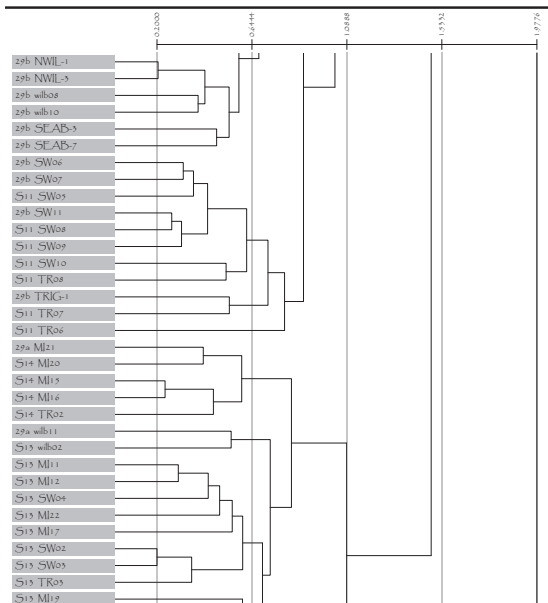 0.2000
0.6444
1.0888
1.5332
1.9776
29b NWIL-1
29b NWIL-3
29b wilb08
29b wilb10
29b SEAB-3
29b SEAB-7
29b SW06
29b SW07
S11 SW05
29b SW11
S11 SW08
S11 SW09
S11 SW10
S11 TR08
29b TRIG-1
S11 TR07
S11 TR06
29a MI21
S14 MI20
S14 MI15
S14 MI16
S14 TR02
29a wilb11
S13 wilb02
S13 MI11
S13 MI12
S13 SW04
S13 MI22
S13 MI17
S13 SW02
S13 SW03
S13 TR03
S13 MI19